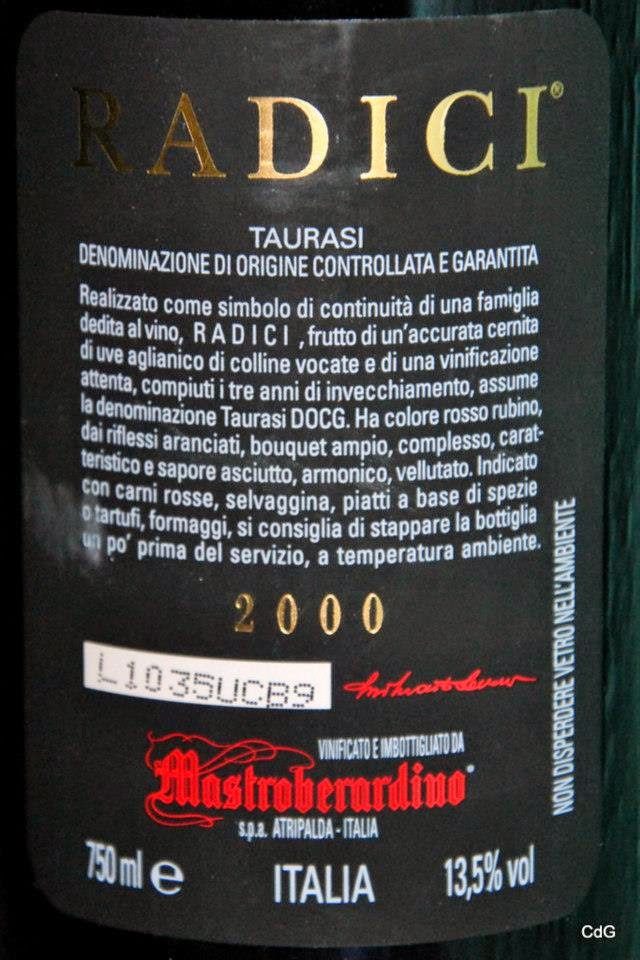 RADICI®
TAURASI
DENOMINAZIONE DI ORIGINE CONTROLLATA E GARANTITA
Realizzato come simbolo di continuità di una famiglia
dedita al vino, RADICI, frutto di un'accurata cernita
di uve aglianico di colline vocate e di una vinificazione
attenta, compiuti i tre anni di invecchiamento, assume
la denominazione Taurasi DOCG. Ha colore rosso rubino,
dai riflessi aranciati, bouquet ampio, complesso, carat-
teristico e sapore asciutto, armonico, vellutato. Indicato
con carni rosse, selvaggina, piatti a base di spezie
o tartufi, formaggi, si consiglia di stappare la bottiglia
un po' prima del servizio, a temperatura ambiente.
2000
L1035UCB9
VINIFICATO E IMBOTTIGLIATO DA
Mastroberardino®
s.p.a. ATRIPALDA - ITALIA
750 ml e ITALIA 13,5% vol
NON DISPERDERE VETRO NELL'AMBIENTE
CdG